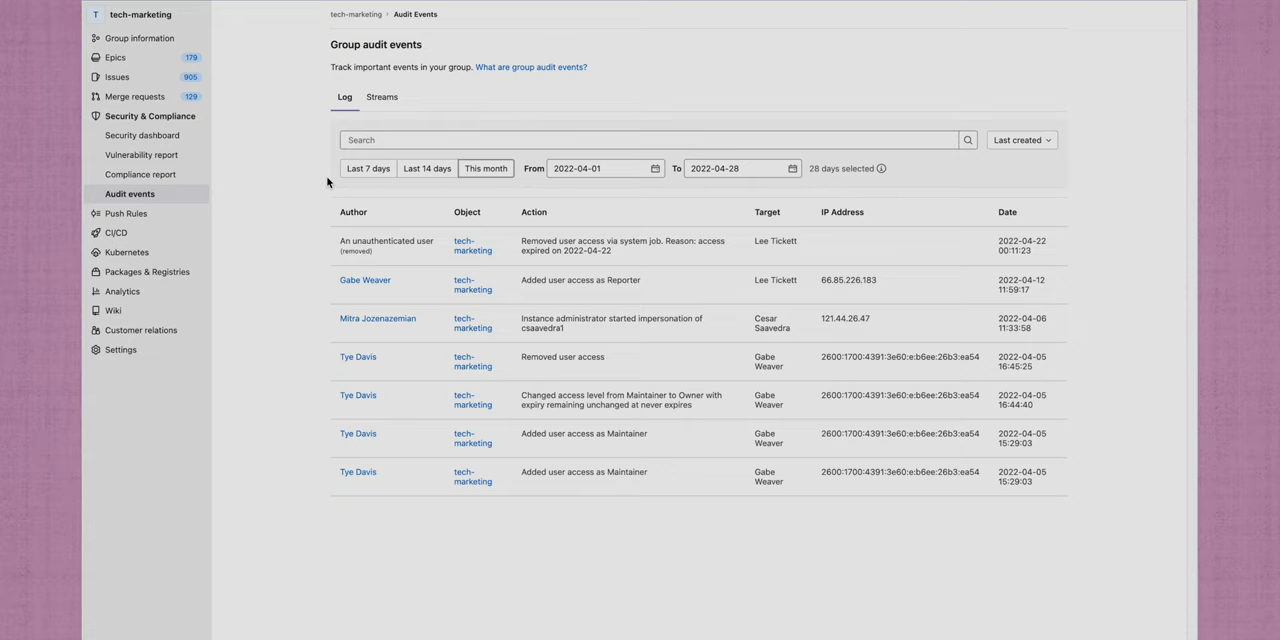 T tech-marketing
Group information
Epics 179
Issues 905
Merge requests 129
Security & Compliance
Security dashboard
Vulnerability report
Compliance report
Audit events
Push Rules
CI/CD
Kubernetes
Packages & Registries
Analytics
Wiki
Customer relations
Settings
tech-marketing › Audit Events
Group audit events
Track important events in your group. What are group audit events?
Log Streams
Search Last created
Last 7 days Last 14 days This month From 2022-04-01 To 2022-04-28 28 days selected
Author Object Action Target IP Address Date
An unauthenticated user tech- Removed user access via system job. Reason: access Lee Tickett 2022-04-22
(removed) marketing expired on 2022-04-22 00:11:23
Gabe Weaver tech- Added user access as Reporter Lee Tickett 66.85.226.183 2022-04-12
marketing 11:59:17
Mitra Jozenazemian tech- Instance administrator started impersonation of Cesar 121.44.26.47 2022-04-06
marketing csaavedra1 Saavedra 11:33:58
Tye Davis tech- Removed user access Gabe 2600:1700:4391:3e60:e:b6ee:26b3:ea54 2022-04-05
marketing Weaver 16:45:25
Tye Davis tech- Changed access level from Maintainer to Owner with Gabe 2600:1700:4391:3e60:e:b6ee:26b3:ea54 2022-04-05
marketing expiry remaining unchanged at never expires Weaver 16:44:40
Tye Davis tech- Added user access as Maintainer Gabe 2600:1700:4391:3e60:e:b6ee:26b3:ea54 2022-04-05
marketing Weaver 15:29:03
Tye Davis tech- Added user access as Maintainer Gabe 2600:1700:4391:3e60:e:b6ee:26b3:ea54 2022-04-05
marketing Weaver 15:29:03